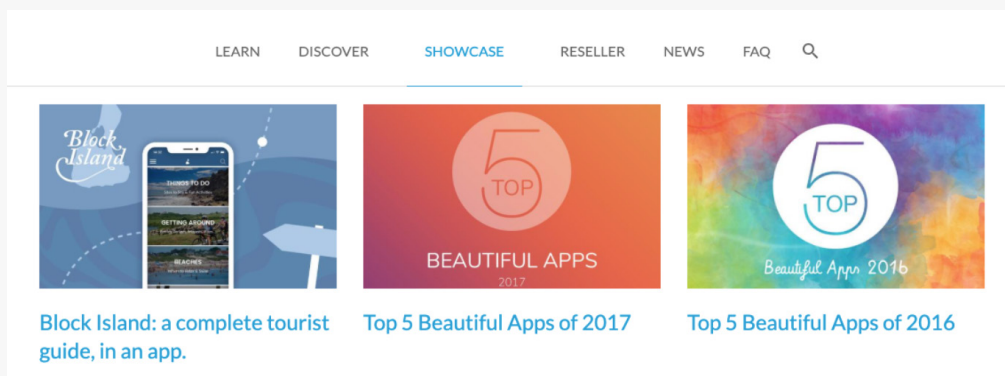 LEARN DISCOVER SHOWCASE RESELLER NEWS FAQ
Block
Island
THINGS TO DO
GETTING AROUND
BEACHES
5
TOP
BEAUTIFUL APPS
2017
5
TOP
Beautiful Apps 2016
Block Island: a complete tourist
guide, in an app.
Top 5 Beautiful Apps of 2017
Top 5 Beautiful Apps of 2016